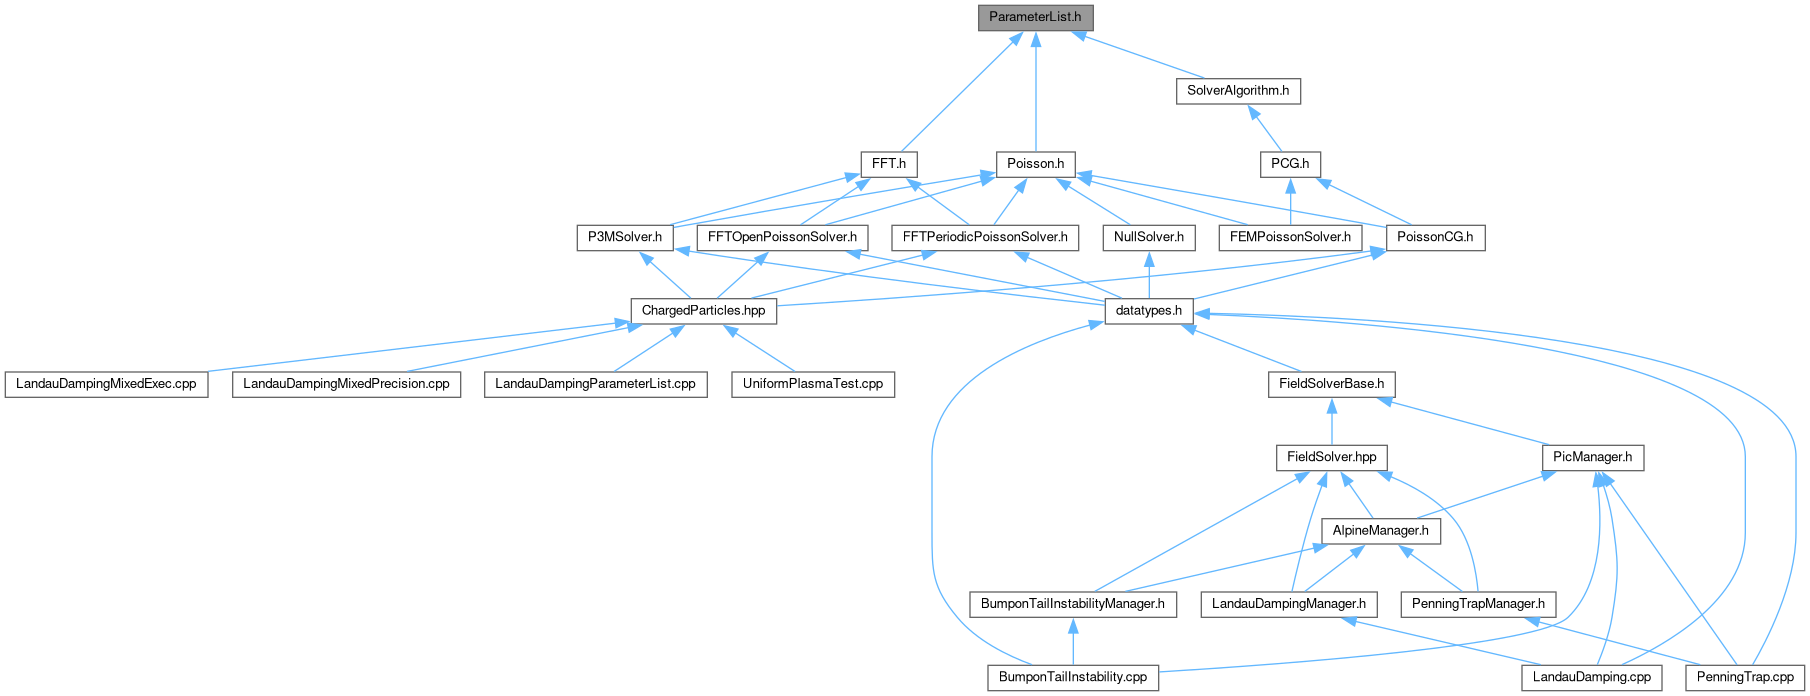 ParameterList.h
SolverAlgorithm.h
FFT.h
Poisson.h
PCG.h
P3MSolver.h
FFTOpenPoissonSolver.h
FFTPeriodicPoissonSolver.h
NullSolver.h
FEMPoissonSolver.h
PoissonCG.h
ChargedParticles.hpp
datatypes.h
LandauDampingMixedExec.cpp
LandauDampingMixedPrecision.cpp
LandauDampingParameterList.cpp
UniformPlasmaTest.cpp
FieldSolverBase.h
FieldSolver.hpp
PicManager.h
AlpineManager.h
BumponTailInstabilityManager.h
LandauDampingManager.h
PenningTrapManager.h
BumponTailInstability.cpp
LandauDamping.cpp
PenningTrap.cpp